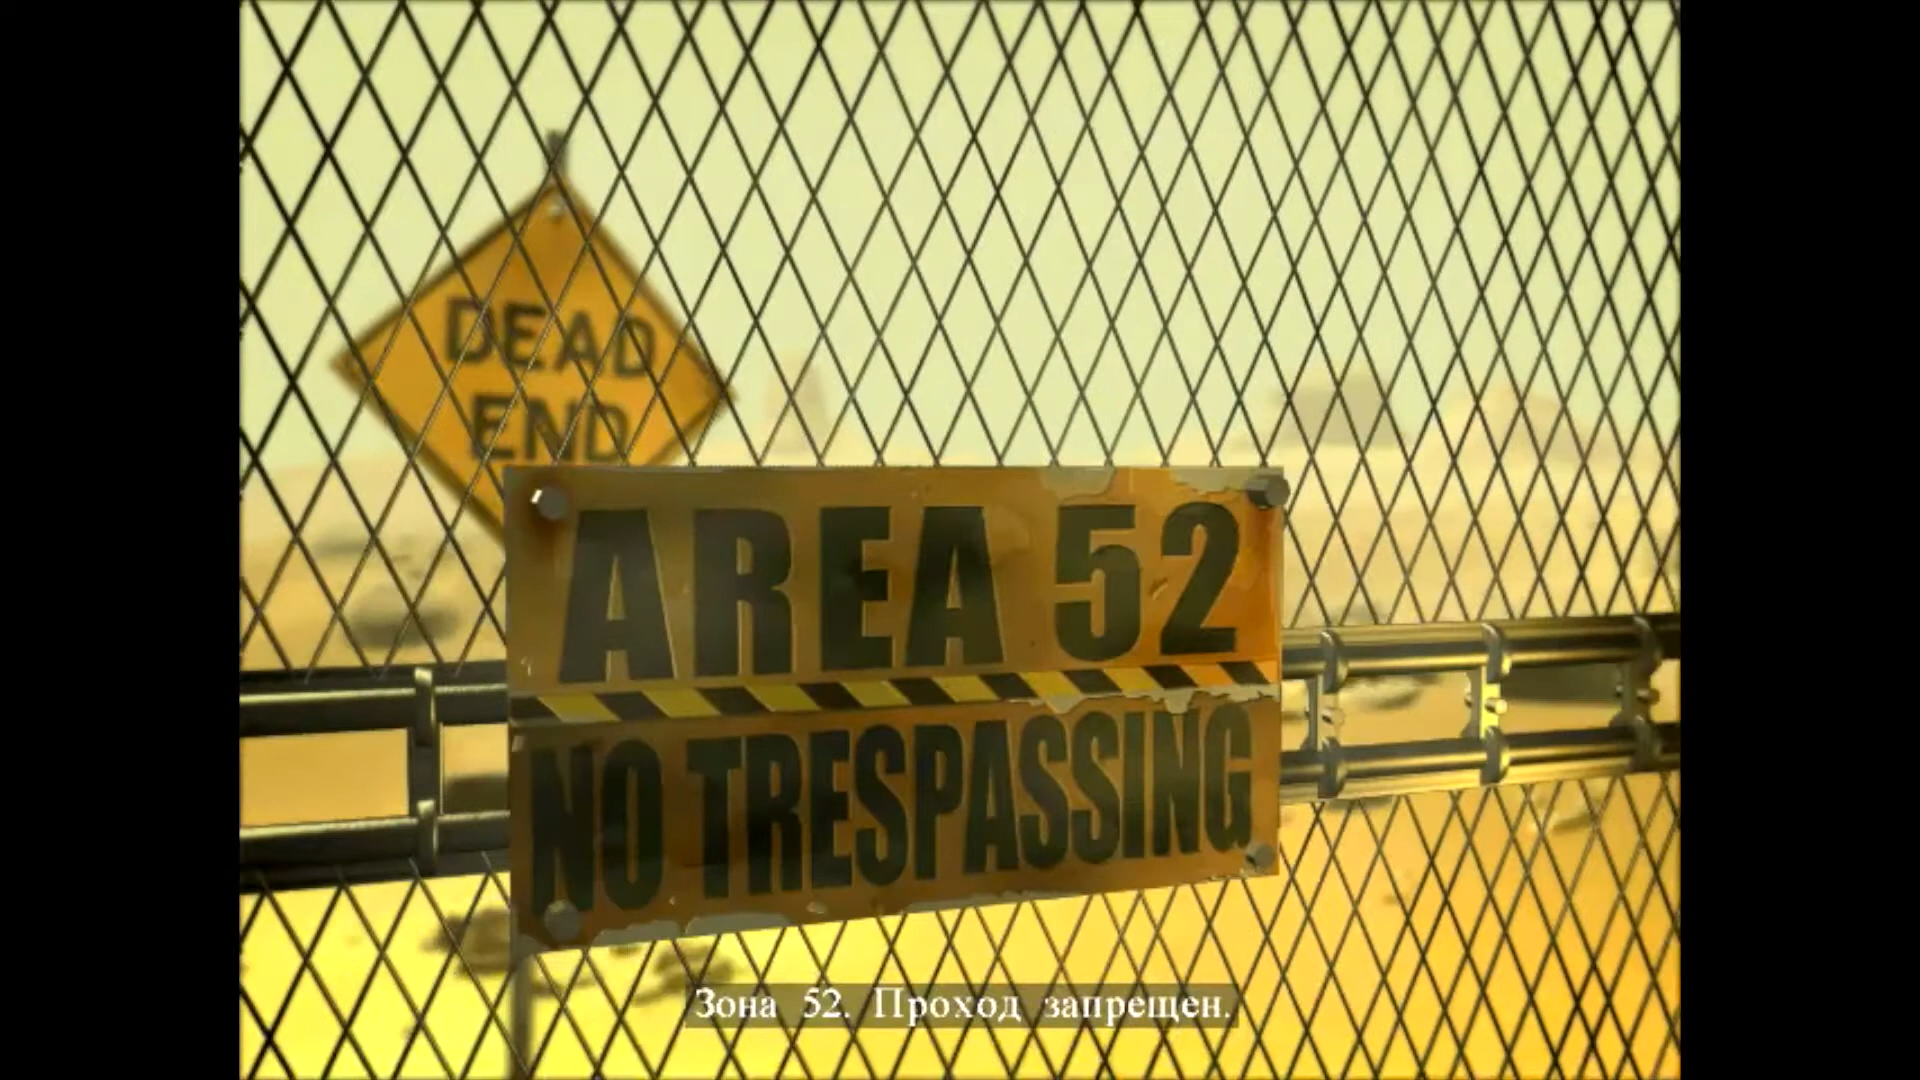 DEAD
END
AREA 52
NO TRESPASSING
Зона 52. Проход запрещен.